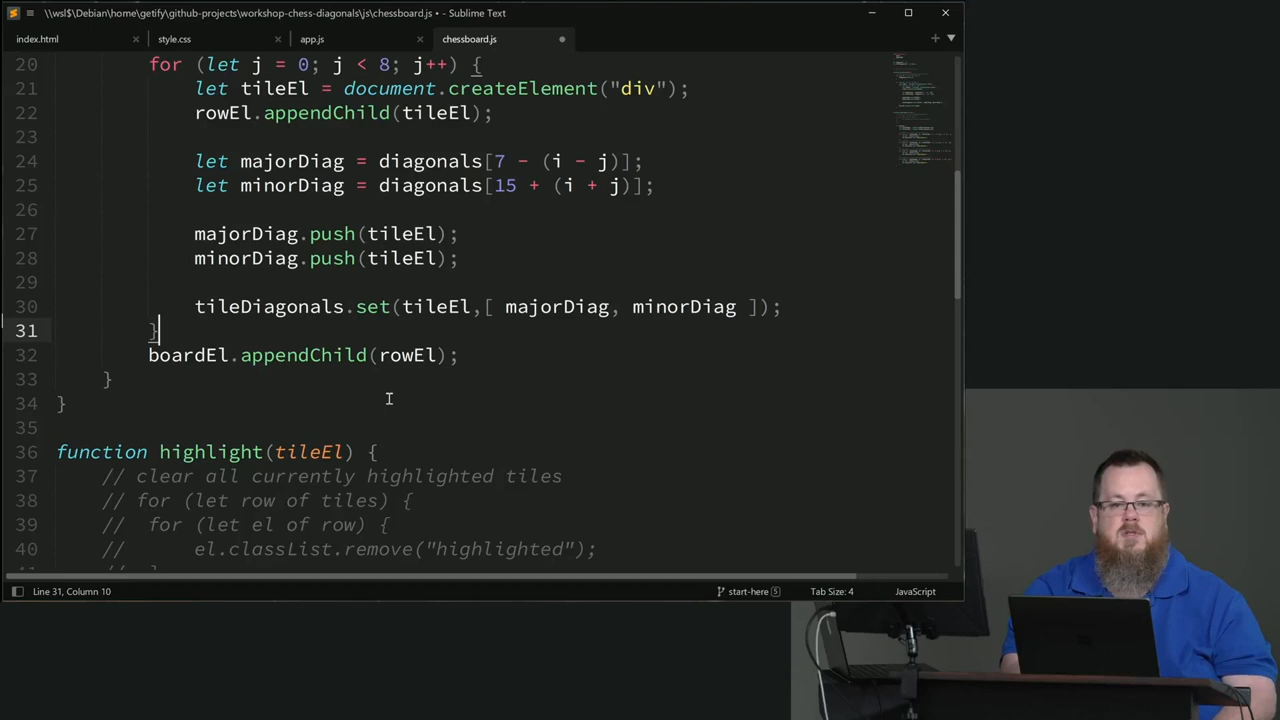 \\wsl$\Debian\home\getify\github-projects\workshop-chess-diagonals\js\chessboard.js • - Sublime Text
index.html
style.css
app.js
chessboard.js
20 for (let j = 0; j < 8; j++) {
21 let tileEl = document.createElement("div");
22 rowEl.appendChild(tileEl);
23
24 let majorDiag = diagonals[7 - (i - j)];
25 let minorDiag = diagonals[15 + (i + j)];
26
27 majorDiag.push(tileEl);
28 minorDiag.push(tileEl);
29
30 tileDiagonals.set(tileEl,[ majorDiag, minorDiag ]);
31 }
32 boardEl.appendChild(rowEl);
33 }
34 }
35
36 function highlight(tileEl) {
37 // clear all currently highlighted tiles
38 // for (let row of tiles) {
39 // for (let el of row) {
40 // el.classList.remove("highlighted");
Line 31, Column 10
start-here 5
Tab Size: 4
JavaScript